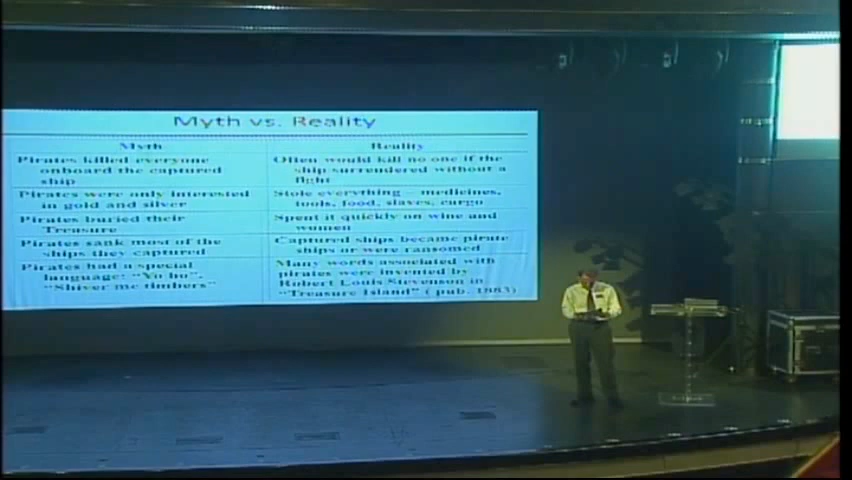 Myth vs. Reality
Myth
Reality
Pirates killed everyone
onboard the captured
ship
Often would kill no one if the
ship surrendered without a
fight
Pirates were only interested
in gold and silver
Stole everything – medicines,
tools, food, slaves, cargo
Pirates buried their
Treasure
Spent it quickly on wine and
women
Pirates sank most of the
ships they captured
Captured ships became pirate
ships or were ransomed
Pirates had a special
language: "Yo ho",
"Shiver me timbers"
Many words associated with
pirates were invented by
Robert Louis Stevenson in
"Treasure Island" ( pub. 1883)